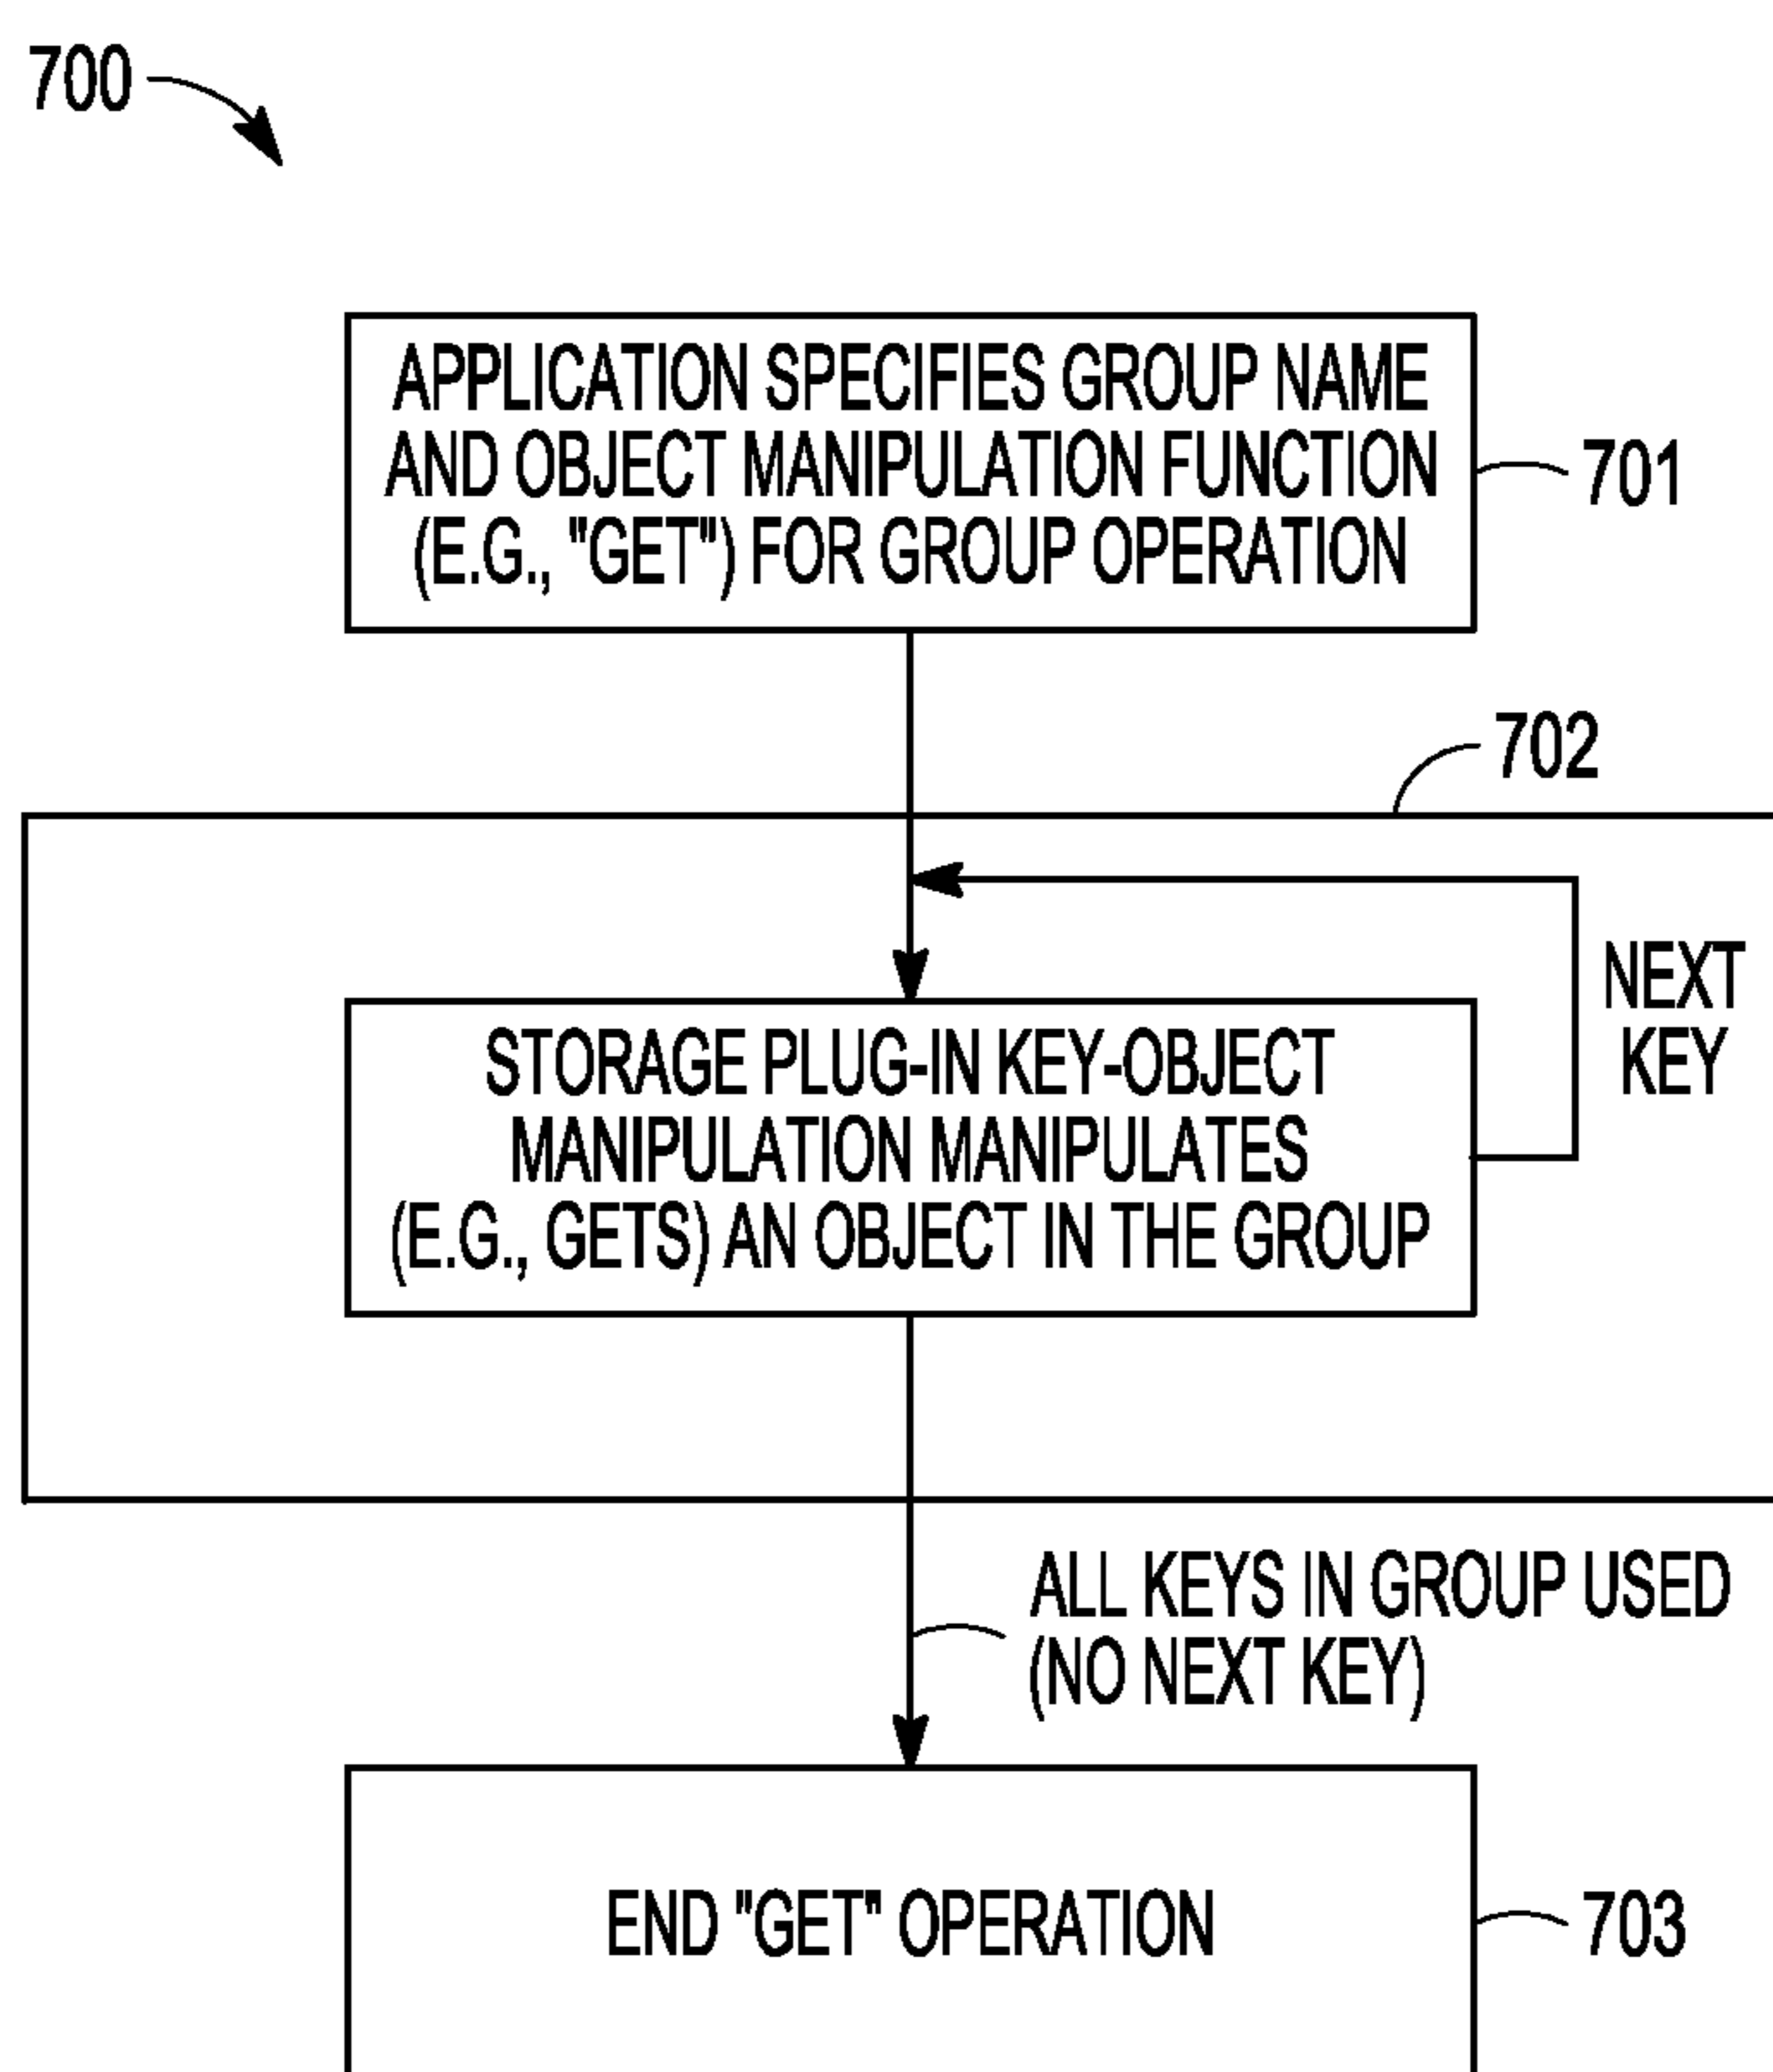 700
APPLICATION SPECIFIES GROUP NAME
AND OBJECT MANIPULATION FUNCTION
(E.G., "GET") FOR GROUP OPERATION
701
702
NEXT
KEY
STORAGE PLUG-IN KEY-OBJECT
MANIPULATION MANIPULATES
(E.G., GETS) AN OBJECT IN THE GROUP
ALL KEYS IN GROUP USED
(NO NEXT KEY)
END "GET" OPERATION
703